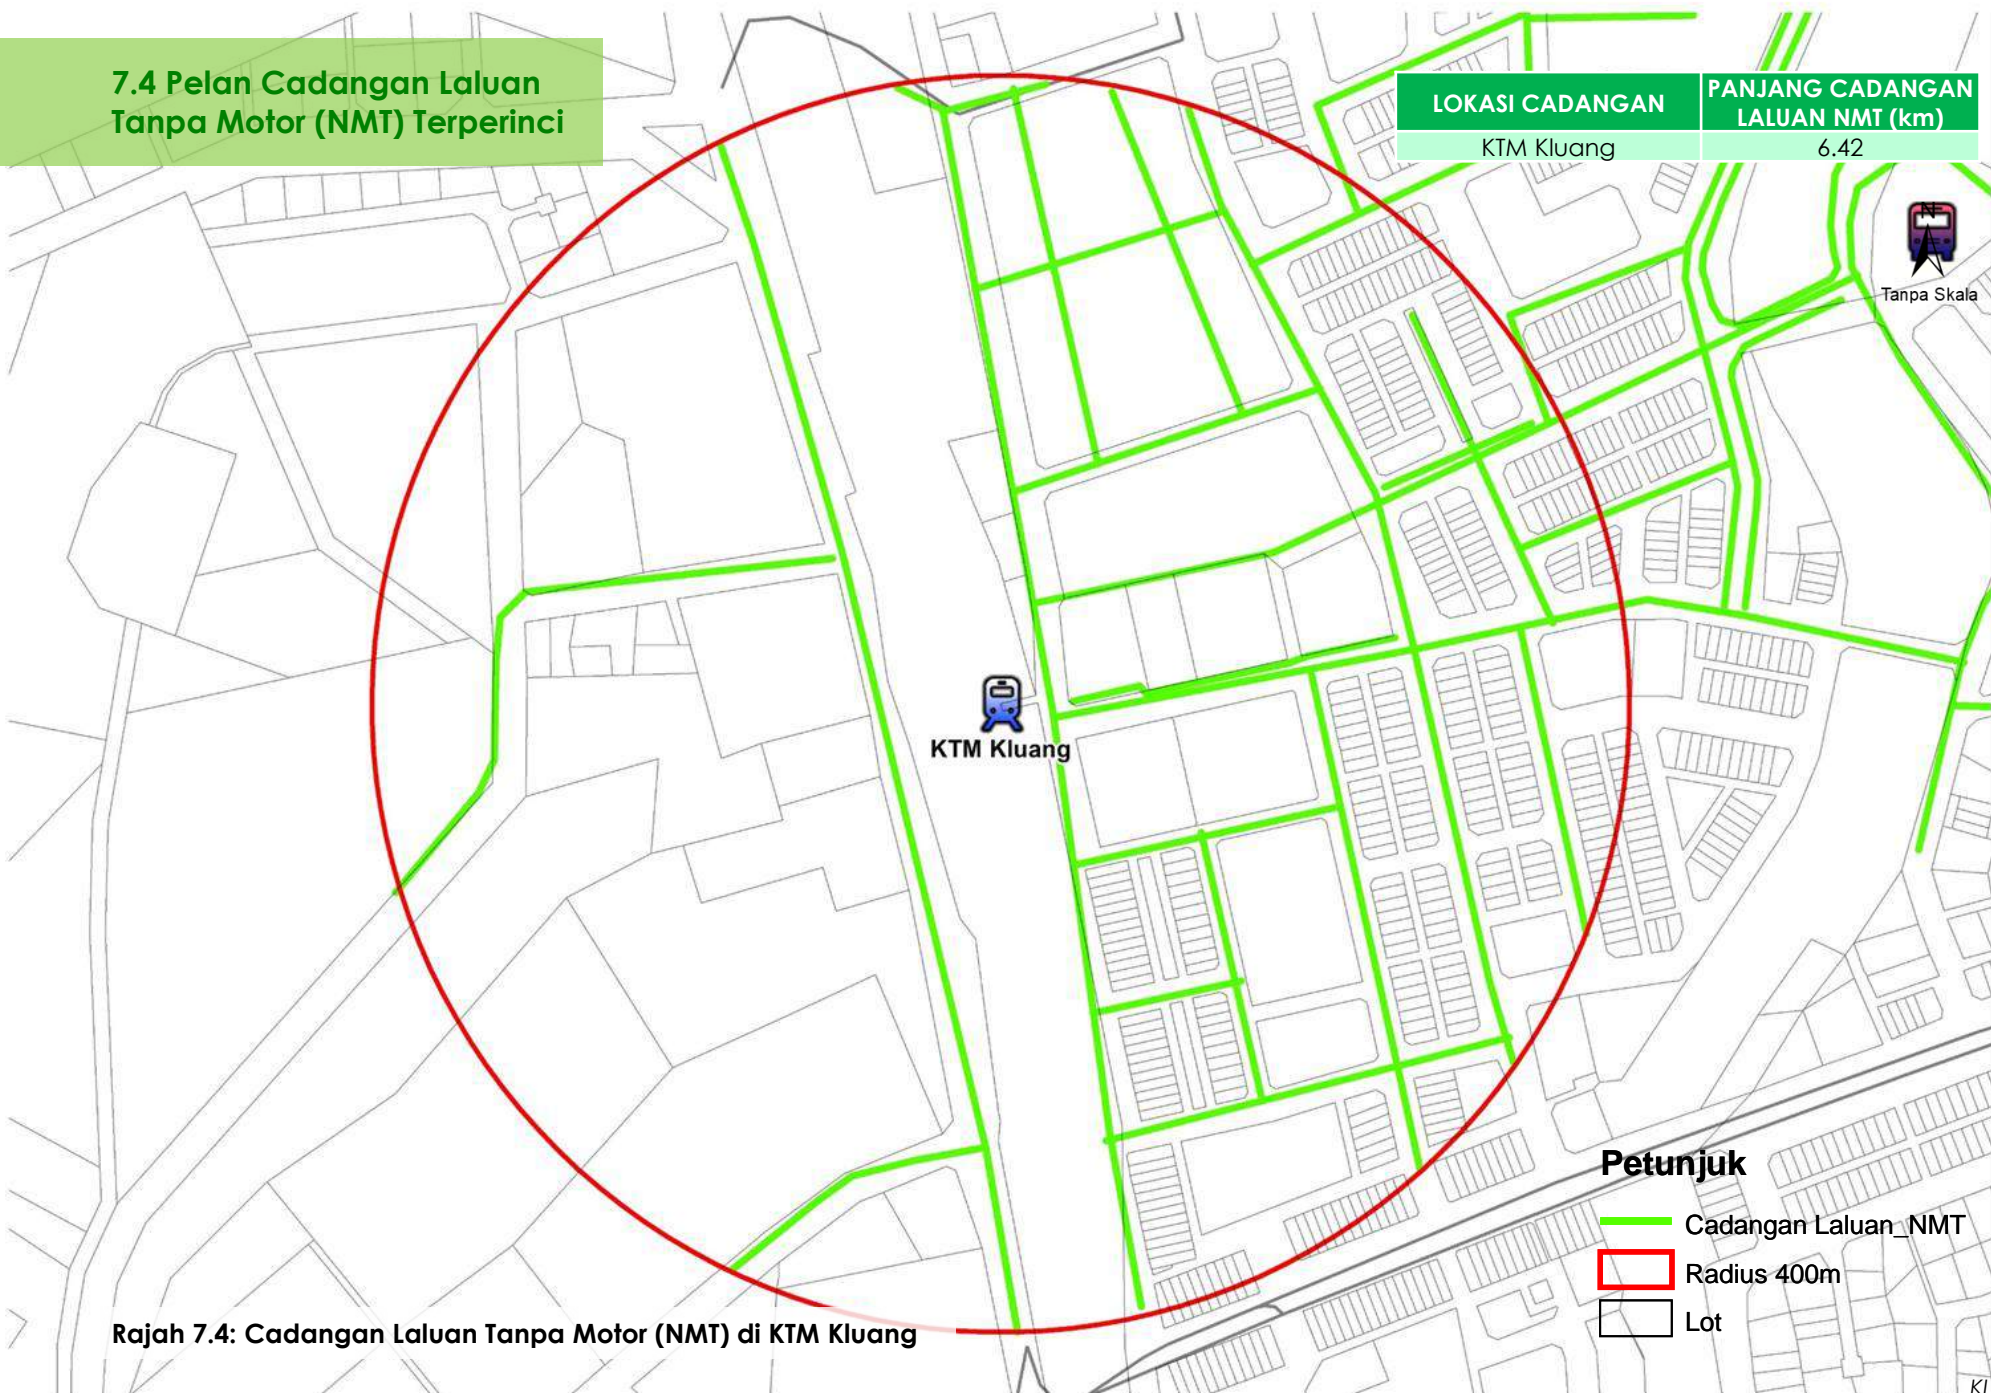 7.4 Pelan Cadangan Laluan
Tanpa Motor (NMT) Terperinci
LOKASI CADANGAN
PANJANG CADANGAN
LALUAN NMT (km)
KTM Kluang
6.42
N
Tanpa Skala
KTM Kluang
Petunjuk
Cadangan Laluan_NMT
Radius 400m
Lot
Rajah 7.4: Cadangan Laluan Tanpa Motor (NMT) di KTM Kluang